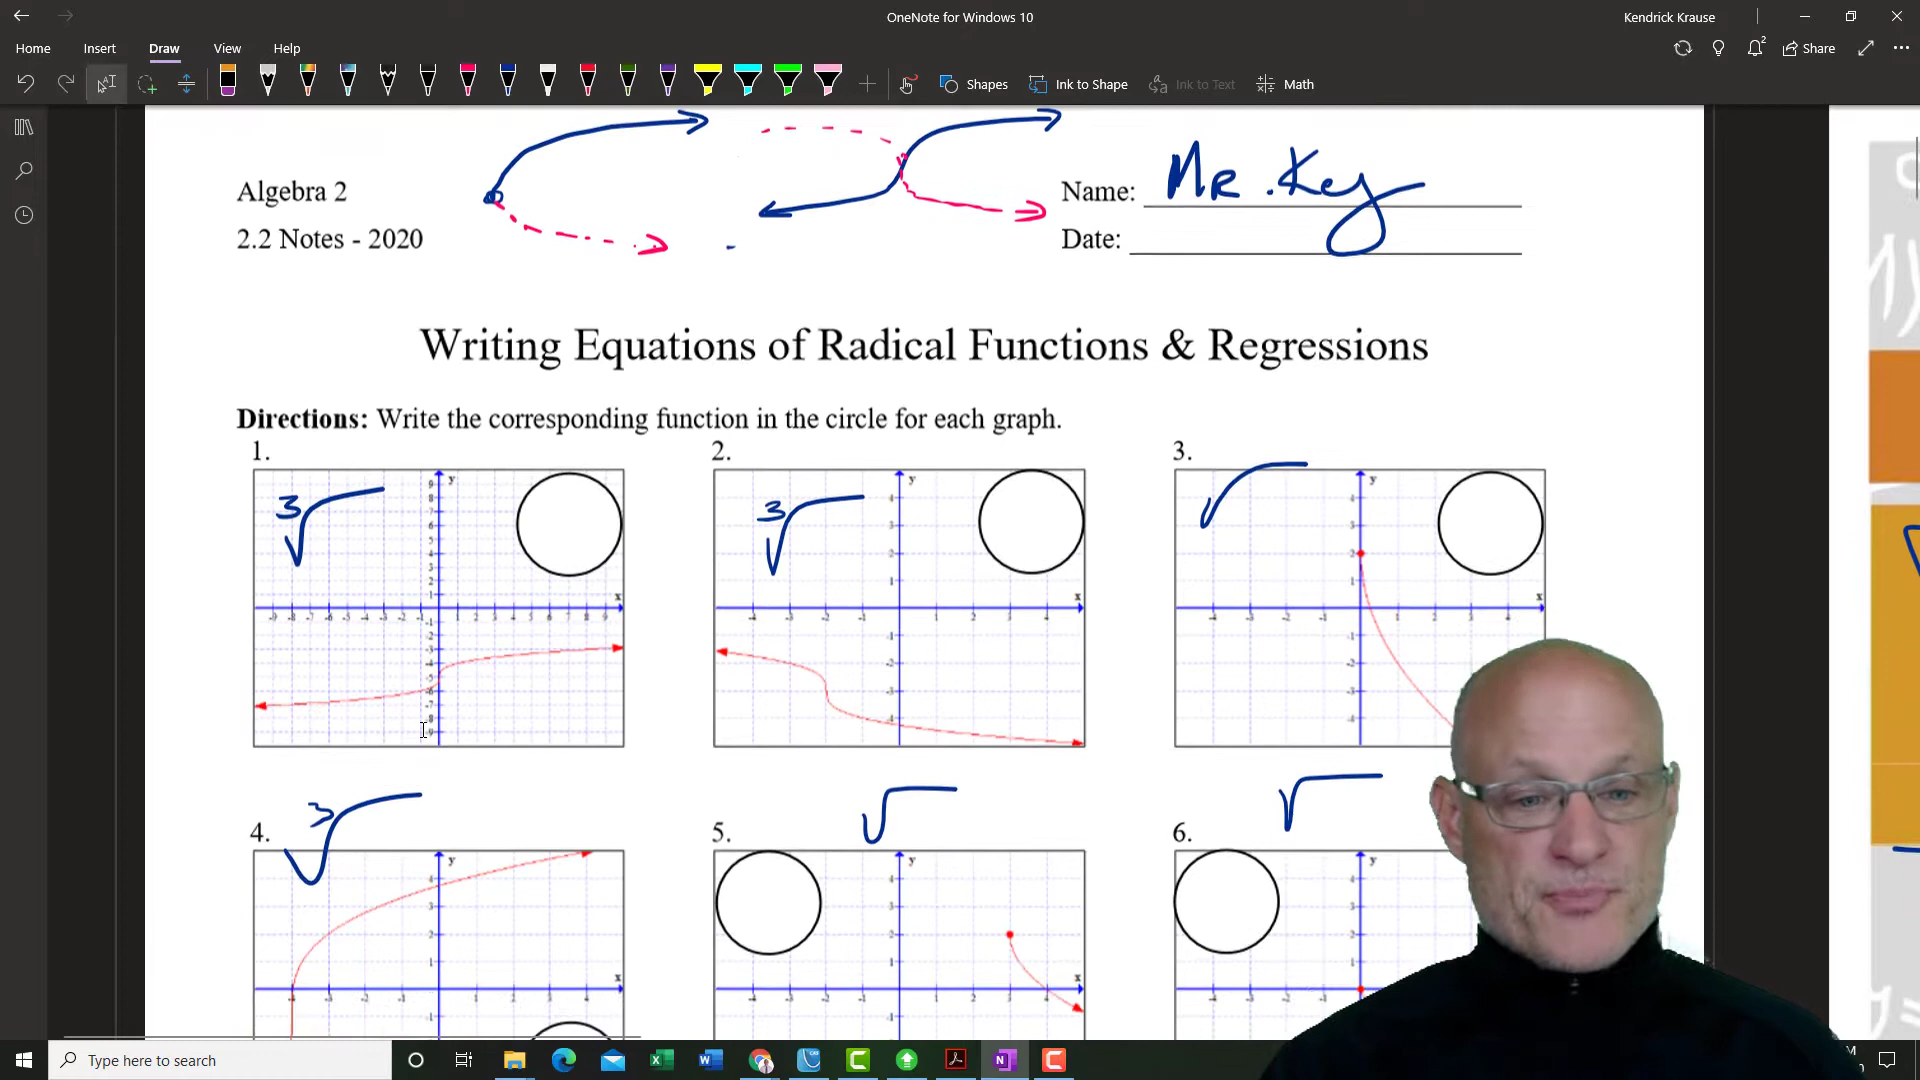 OneNote for Windows 10
Kendrick Krause
Home Insert Draw View Help
Share
Shapes Ink to Shape Ink to Text Math
Algebra 2
2.2 Notes - 2020
Name: MR. Key
Date:
Writing Equations of Radical Functions & Regressions
Directions: Write the corresponding function in the circle for each graph.
1. 2. 3.
3√ 3√ √
y y y
x x x
4. 5. 6.
3√ √ √
y y y
x x
Type here to search